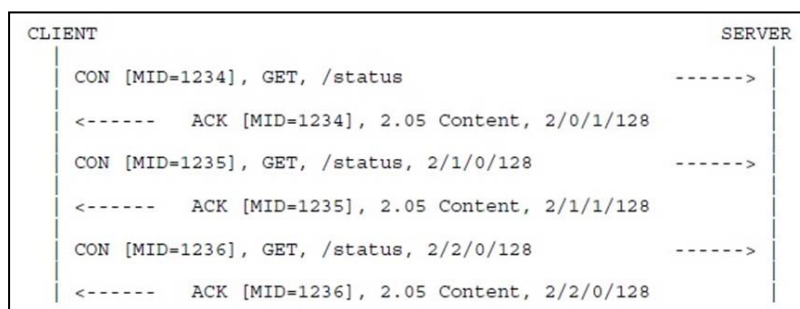 CLIENT SERVER
CON [MID=1234], GET, /status ------>
<------ ACK [MID=1234], 2.05 Content, 2/0/1/128
CON [MID=1235], GET, /status, 2/1/0/128 ------>
<------ ACK [MID=1235], 2.05 Content, 2/1/1/128
CON [MID=1236], GET, /status, 2/2/0/128 ------>
<------ ACK [MID=1236], 2.05 Content, 2/2/0/128